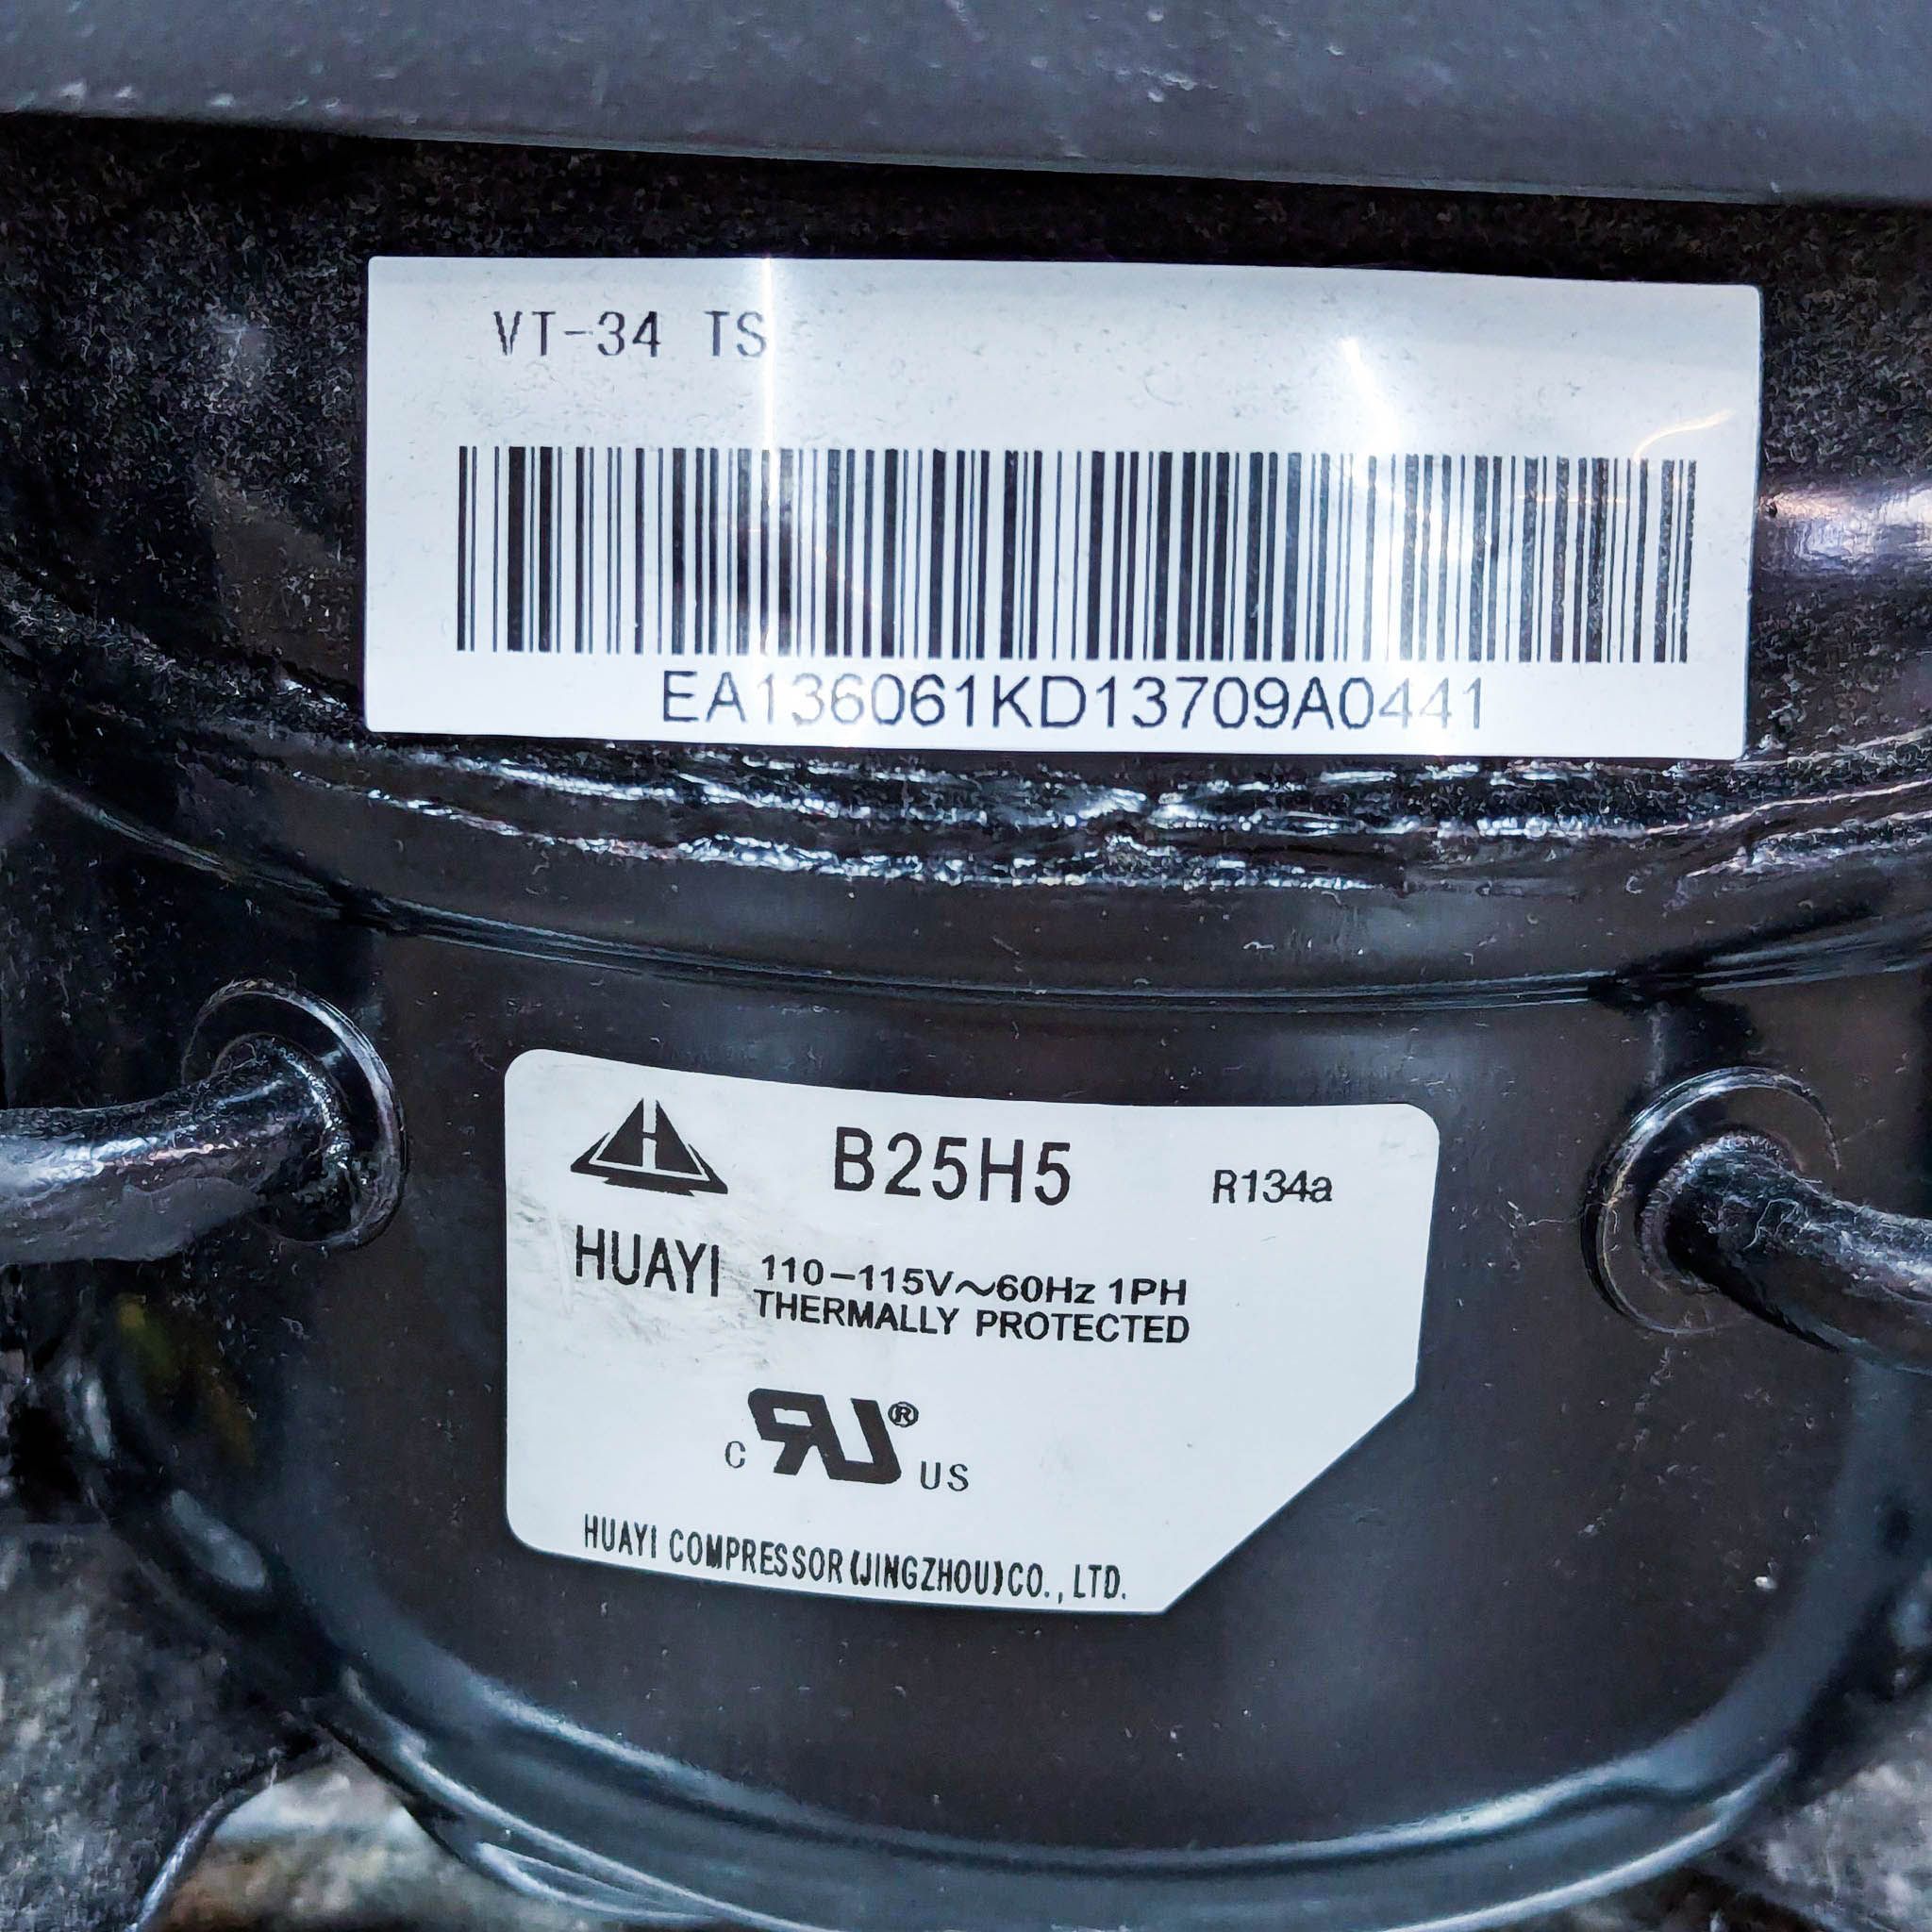 VT-34 TS
EA136061KD13709A0441
H
B25H5
R134a
HUAYI
110-115V~60Hz 1PH
THERMALLY PROTECTED
c RU® US
HUAYI COMPRESSOR(JINGZHOU)CO.,LTD.